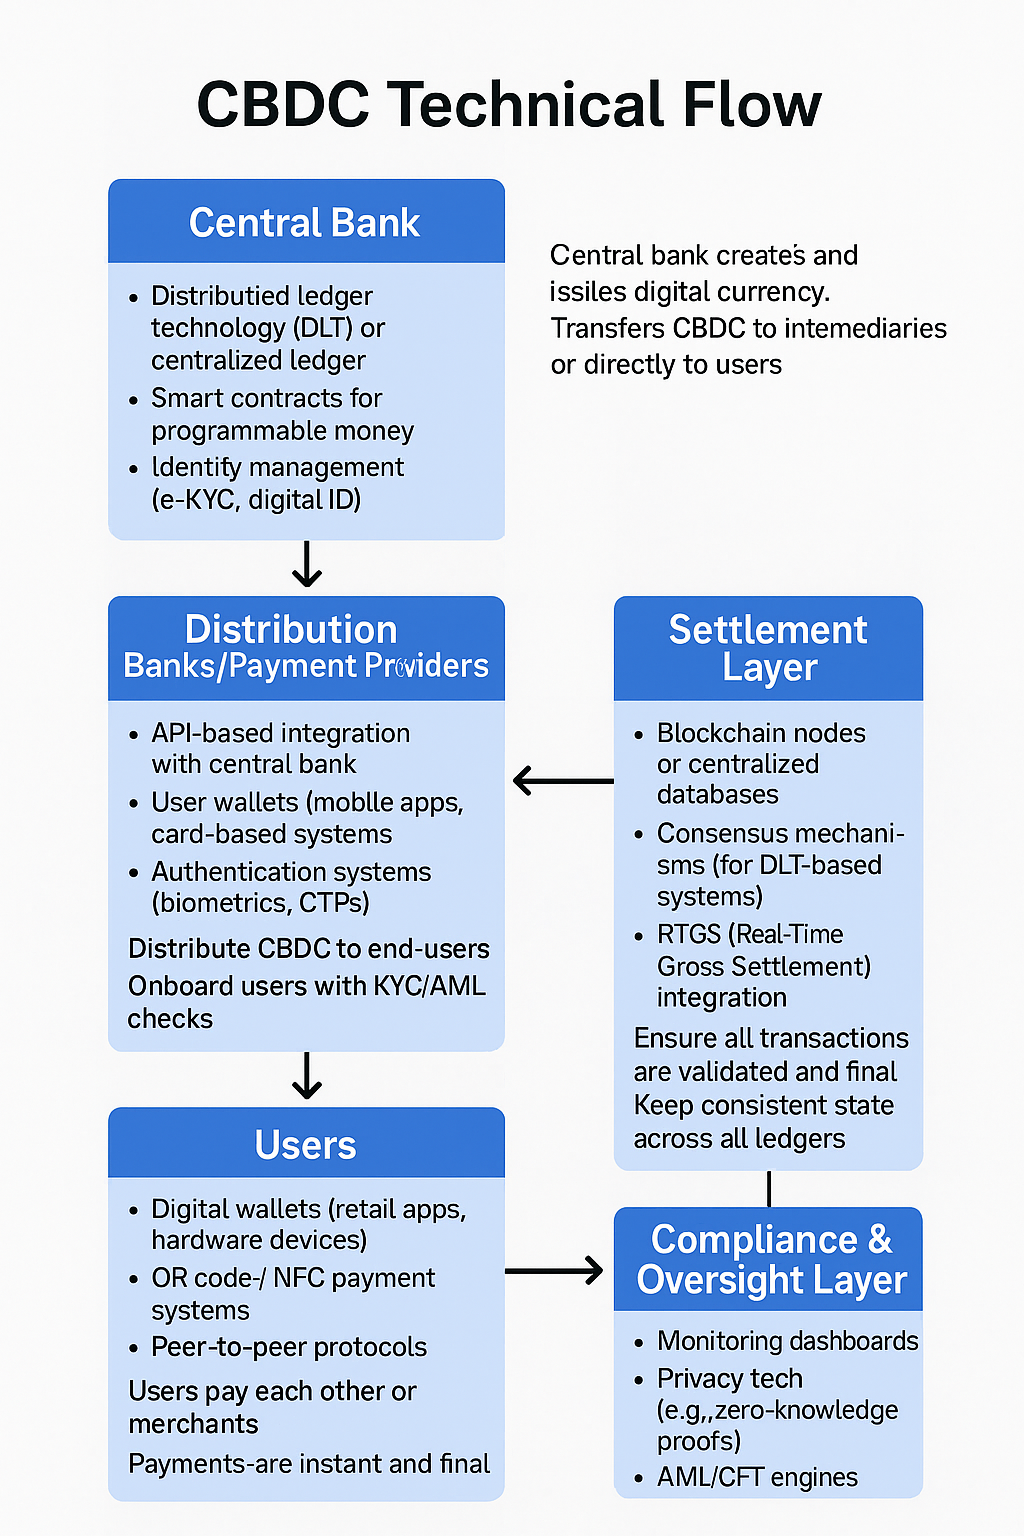 CBDC Technical Flow
Central Bank
• Distributied ledger
technology (DLT) or
centralized ledger
• Smart contracts for
programmable money
• Identify management
(e-KYC, digital ID)
Central bank creates and
issiles digital currency.
Transfers CBDC to intemediaries
or directly to users
Distribution
Banks/Payment Providers
• API-based integration
with central bank
• User wallets (moblle apps,
card-based systems
• Authentication systems
(biometrics, CTPs)
Distribute CBDC to end-users
Onboard users with KYC/AML
checks
Settlement
Layer
• Blockchain nodes
or centralized
databases
• Consensus mechani-
sms (for DLT-based
systems)
• RTGS (Real-Time
Gross Settlement)
integration
Ensure all transactions
are validated and final
Keep consistent state
across all ledgers
Users
• Digital wallets (retail apps,
hardware devices)
• OR code-/ NFC payment
systems
• Peer-to-peer protocols
Users pay each other or
merchants
Payments-are instant and final
Compliance &
Oversight Layer
• Monitoring dashboards
• Privacy tech
(e.g,,zero-knowledge
proofs)
• AML/CFT engines